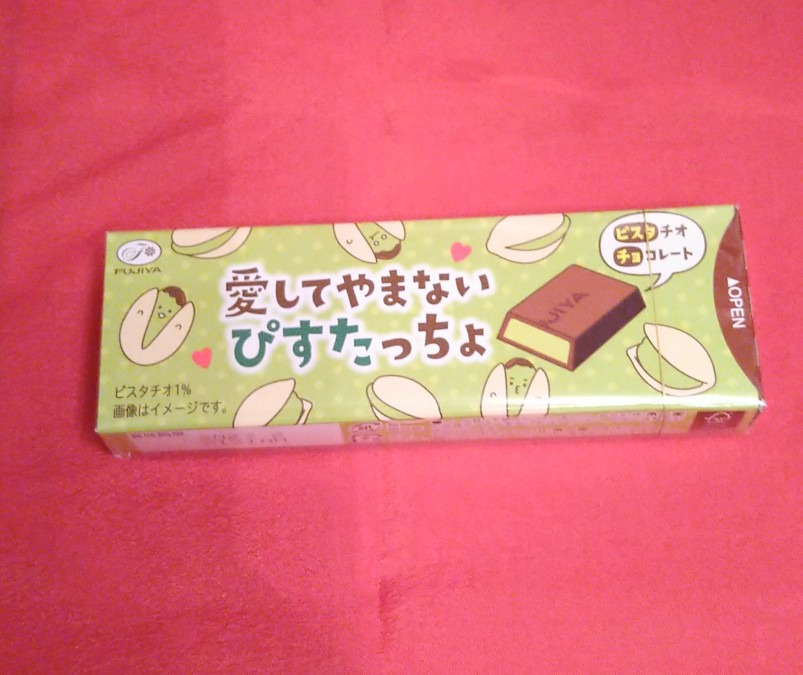 FUJIYA
愛してやまない
ぴすたっちょ
ピスタチオ
チョコレート
FUJIYA
▲OPEN
ピスタチオ1%
画像はイメージです。